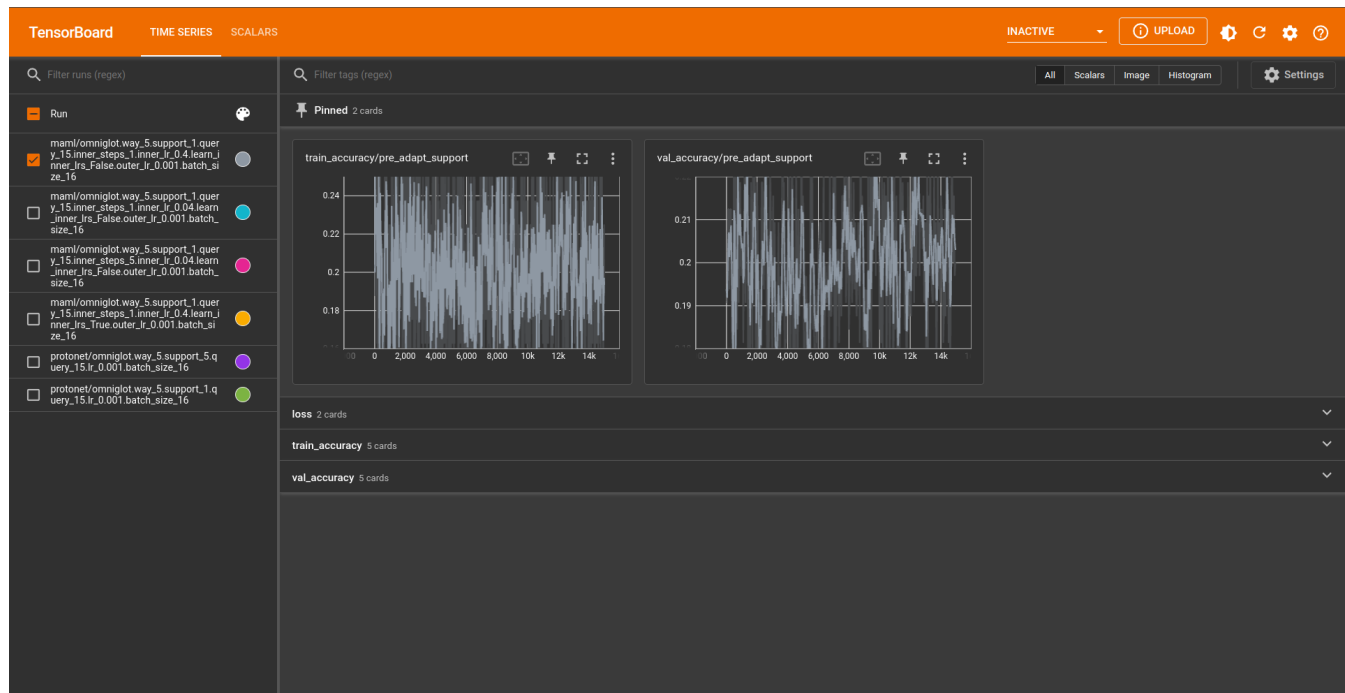 TensorBoard TIME SERIES SCALARS INACTIVE UPLOAD
Filter runs (regex)
Run
maml/omniglot.way_5.support_1.quer
y_15.inner_steps_1.inner_lr_0.4.learn_i
nner_lrs_False.outer_lr_0.001.batch_si
ze_16
maml/omniglot.way_5.support_1.quer
y_15.inner_steps_1.inner_lr_0.04.learn
_inner_lrs_False.outer_lr_0.001.batch_
size_16
maml/omniglot.way_5.support_1.quer
y_15.inner_steps_5.inner_lr_0.04.learn
_inner_lrs_False.outer_lr_0.001.batch_
size_16
maml/omniglot.way_5.support_1.quer
y_15.inner_steps_1.inner_lr_0.4.learn_i
nner_lrs_True.outer_lr_0.001.batch_si
ze_16
protonet/omniglot.way_5.support_5.q
uery_15.lr_0.001.batch_size_16
protonet/omniglot.way_5.support_1.q
uery_15.lr_0.001.batch_size_16
Filter tags (regex) All Scalars Image Histogram Settings
Pinned 2 cards
train_accuracy/pre_adapt_support
0.24
0.22
0.2
0.18
0 2,000 4,000 6,000 8,000 10k 12k 14k
val_accuracy/pre_adapt_support
0.21
0.2
0.19
0 2,000 4,000 6,000 8,000 10k 12k 14k
loss 2 cards
train_accuracy 5 cards
val_accuracy 5 cards